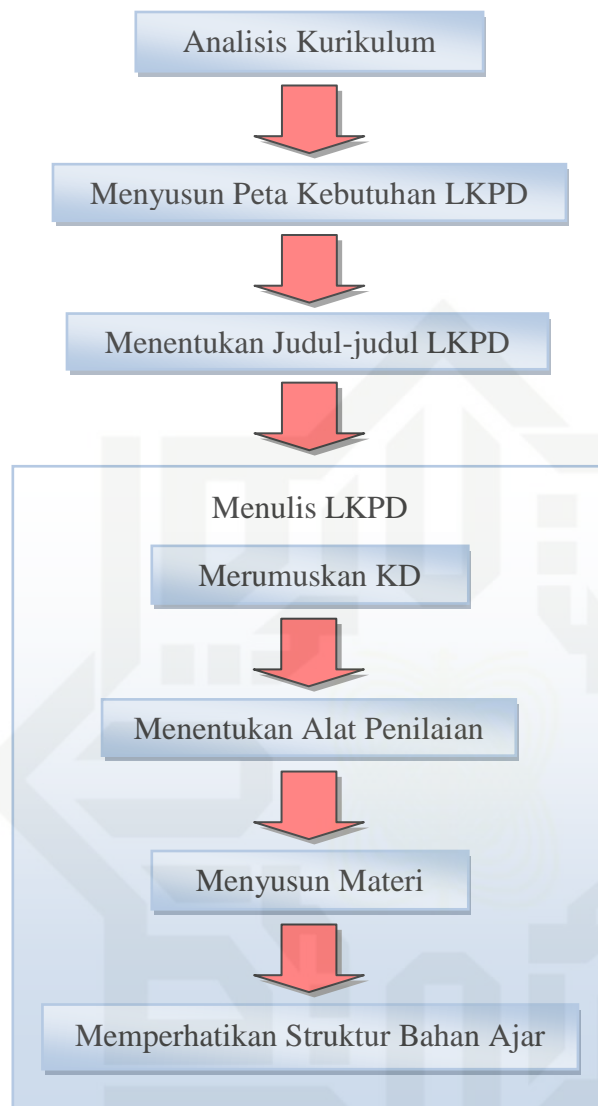 Analisis Kurikulum
Menyusun Peta Kebutuhan LKPD
Menentukan Judul-judul LKPD
Menulis LKPD
Merumuskan KD
Menentukan Alat Penilaian
Menyusun Materi
Memperhatikan Struktur Bahan Ajar